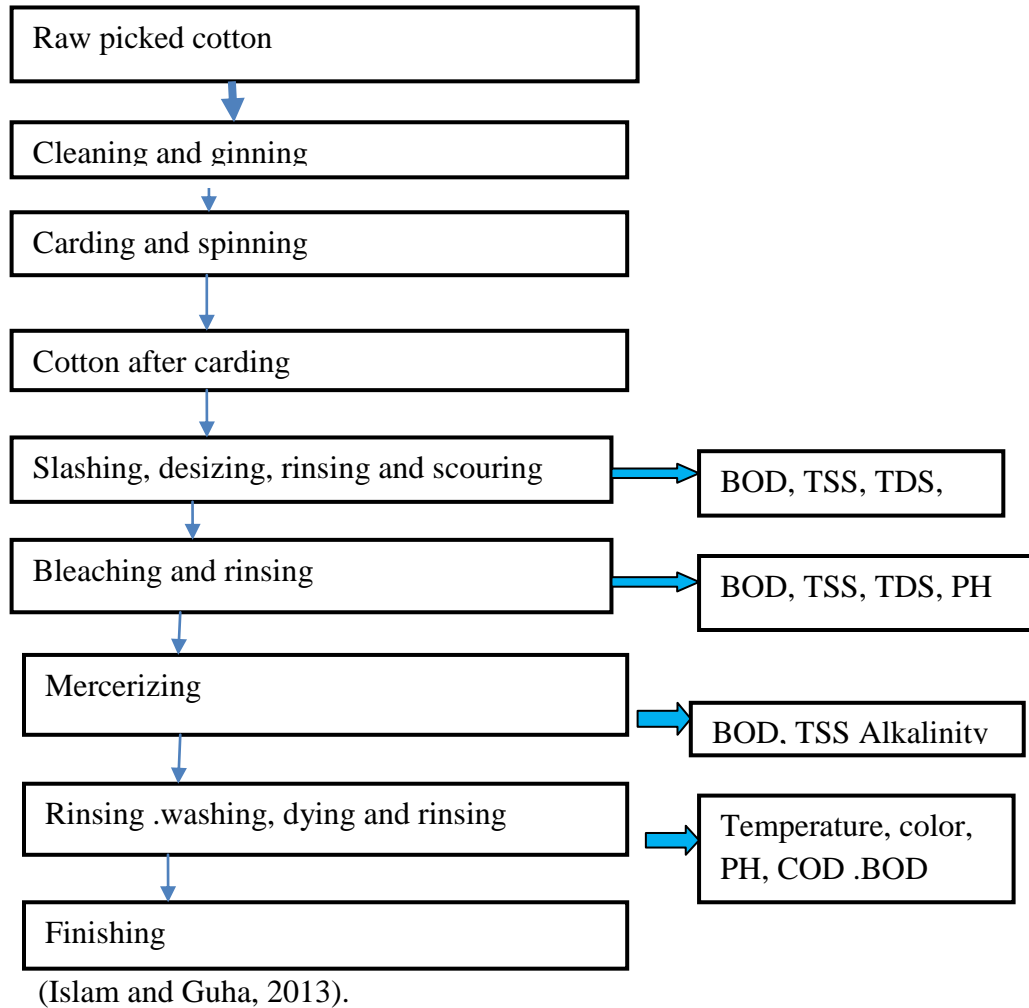 Raw picked cotton
Cleaning and ginning
Carding and spinning
Cotton after carding
Slashing, desizing, rinsing and scouring
BOD, TSS, TDS,
Bleaching and rinsing
BOD, TSS, TDS, PH
Mercerizing
BOD, TSS Alkalinity
Rinsing .washing, dying and rinsing
Temperature, color,
PH, COD .BOD
Finishing
(Islam and Guha, 2013).